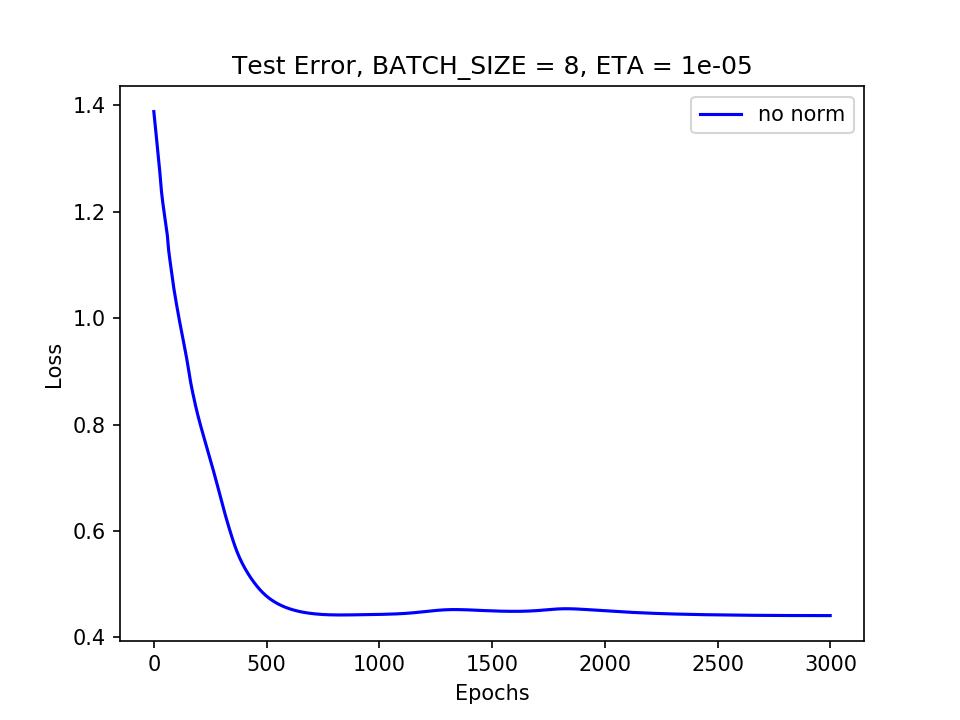 Test Error, BATCH_SIZE = 8, ETA = 1e-05
no norm
Loss
1.4
1.2
1.0
0.8
0.6
0.4
0 500 1000 1500 2000 2500 3000
Epochs